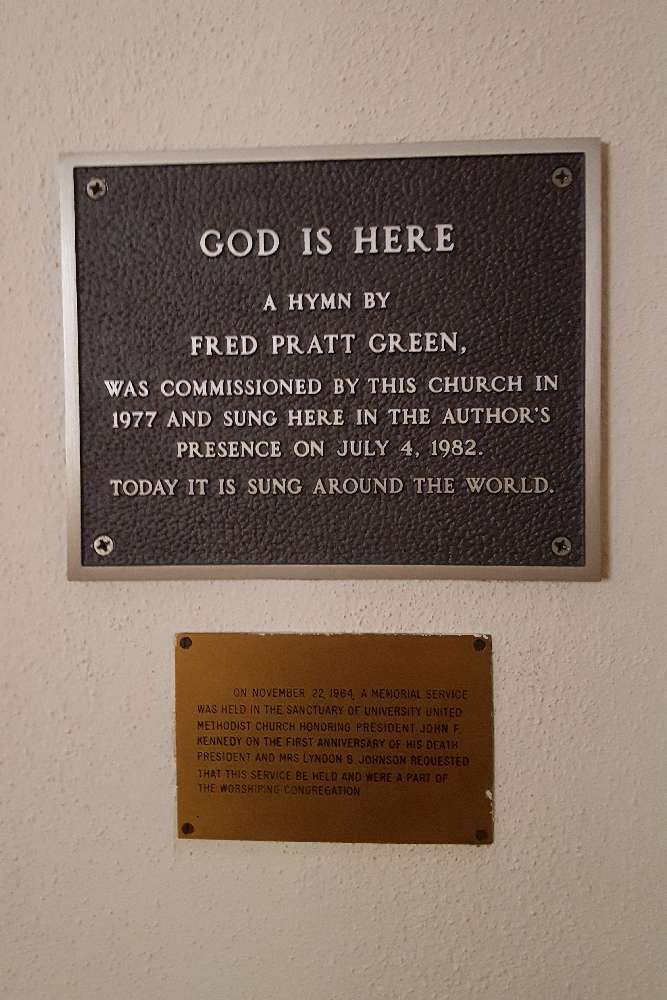 GOD IS HERE
A HYMN BY
FRED PRATT GREEN,
WAS COMMISSIONED BY THIS CHURCH IN
1977 AND SUNG HERE IN THE AUTHOR'S
PRESENCE ON JULY 4, 1982.
TODAY IT IS SUNG AROUND THE WORLD.
ON NOVEMBER 22, 1964, A MEMORIAL SERVICE
WAS HELD IN THE SANCTUARY OF UNIVERSITY UNITED
METHODIST CHURCH HONORING PRESIDENT JOHN F.
KENNEDY ON THE FIRST ANNIVERSARY OF HIS DEATH
PRESIDENT AND MRS LYNDON B. JOHNSON REQUESTED
THAT THIS SERVICE BE HELD AND WERE A PART OF
THE WORSHIPING CONGREGATION